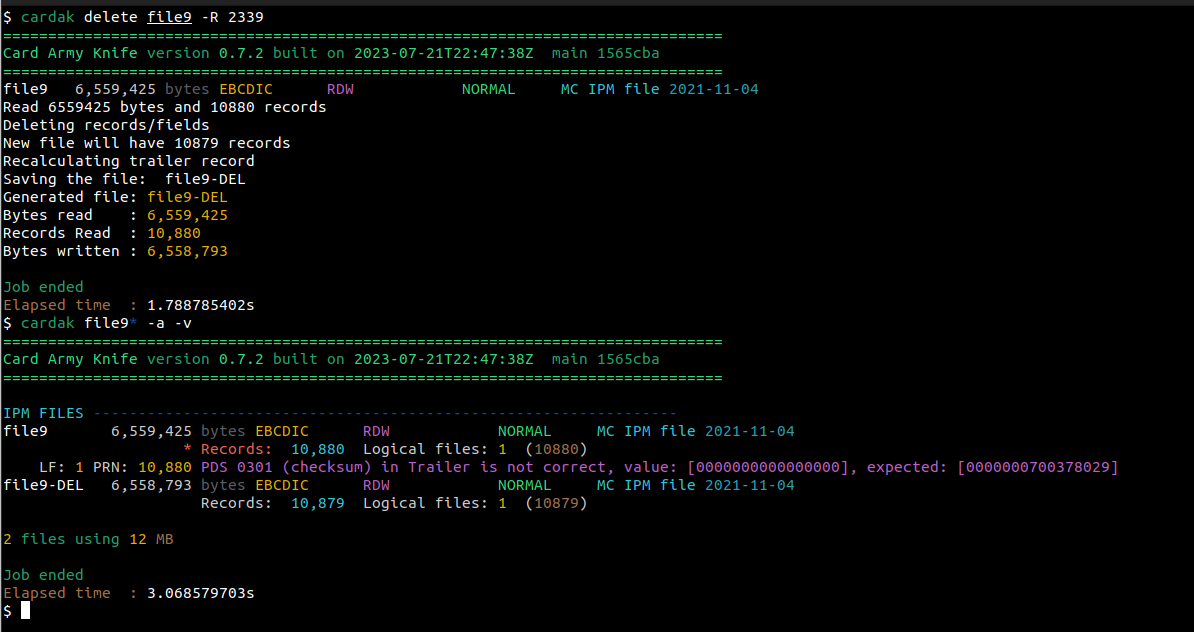 $ cardak delete file9 -R 2339
================================================================================
Card Army Knife version 0.7.2 built on 2023-07-21T22:47:38Z  main 1565cba
================================================================================
file9   6,559,425 bytes EBCDIC      RDW            NORMAL     MC IPM file 2021-11-04
Read 6559425 bytes and 10880 records
Deleting records/fields
New file will have 10879 records
Recalculating trailer record
Saving the file:  file9-DEL
Generated file: file9-DEL
Bytes read    : 6,559,425
Records Read  : 10,880
Bytes written : 6,558,793
Job ended
Elapsed time  : 1.788785402s
$ cardak file9* -a -v
================================================================================
Card Army Knife version 0.7.2 built on 2023-07-21T22:47:38Z  main 1565cba
================================================================================
IPM FILES -----------------------------------------------------------------
file9       6,559,425 bytes EBCDIC      RDW            NORMAL     MC IPM file 2021-11-04
* Records:  10,880  Logical files: 1  (10880)
LF: 1 PRN: 10,880 PDS 0301 (checksum) in Trailer is not correct, value: [0000000000000000], expected: [0000000700378029]
file9-DEL   6,558,793 bytes EBCDIC      RDW            NORMAL     MC IPM file 2021-11-04
Records:  10,879  Logical files: 1  (10879)
2 files using 12 MB
Job ended
Elapsed time  : 3.068579703s
$